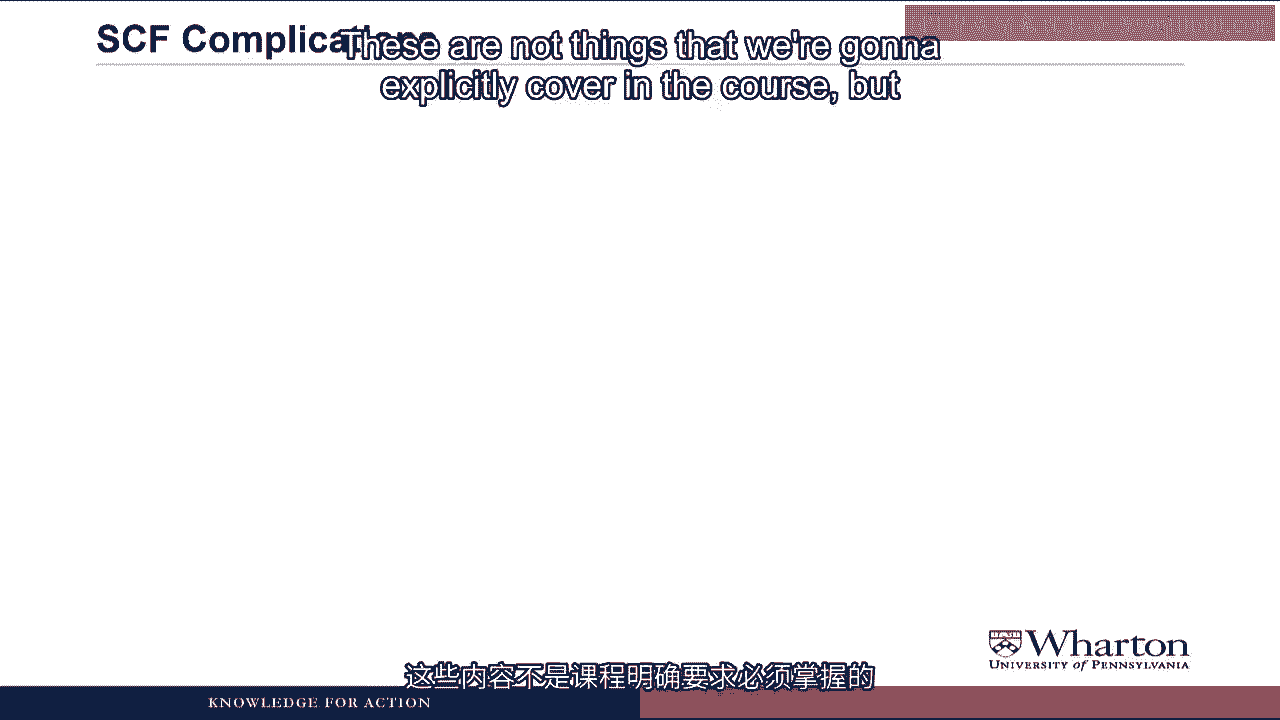 SCF Complications
These are not things that we're gonna
explicitly cover in the course, but
Wharton
UNIVERSITY of PENNSYLVANIA
这些内容不是课程明确要求必须掌握的
KNOWLEDGE FOR ACTION